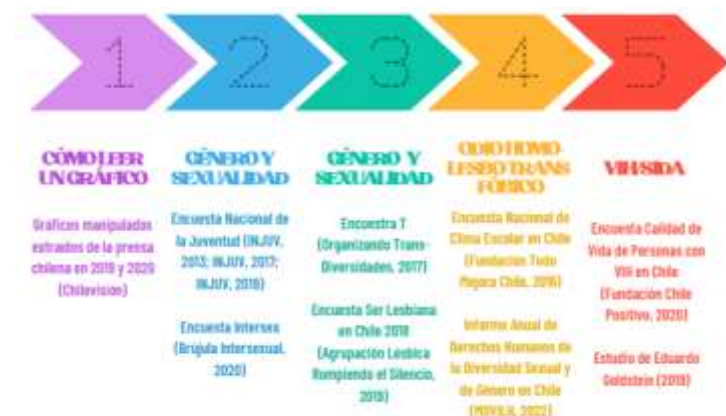 1
2
3
4
5
CÓMO LEER
UN GRÁFICO
Gráficos manipulados
extraídos de la prensa
chilena en 2019 y 2020
(Chilevisión)
GÉNERO Y
SEXUALIDAD
Encuesta Nacional de
la Juventud (INJUV,
2013; INJUV, 2017;
INJUV, 2019)
Encuesta Intersex
(Brújula Intersexual,
2020)
GÉNERO Y
SEXUALIDAD
Encuestra T
(Organizando Trans-
Diversidades, 2017)
Encuesta Ser Lesbiana
en Chile 2018
(Agrupación Lésbica
Rompiendo el Silencio,
2019)
ODIO HOMO
LESBO TRANS
FÓBICO
Encuesta Nacional de
Clima Escolar en Chile
(Fundación Todo
Mejora Chile, 2016)
Informe Anual de
Derechos Humanos de
la Diversidad Sexual y
de Género en Chile
(MOVILH, 2022)
VIH/SIDA
Encuesta Calidad de
Vida de Personas con
VIH en Chile
(Fundación Chile
Positivo, 2020)
Estudio de Eduardo
Goldstein (2019)